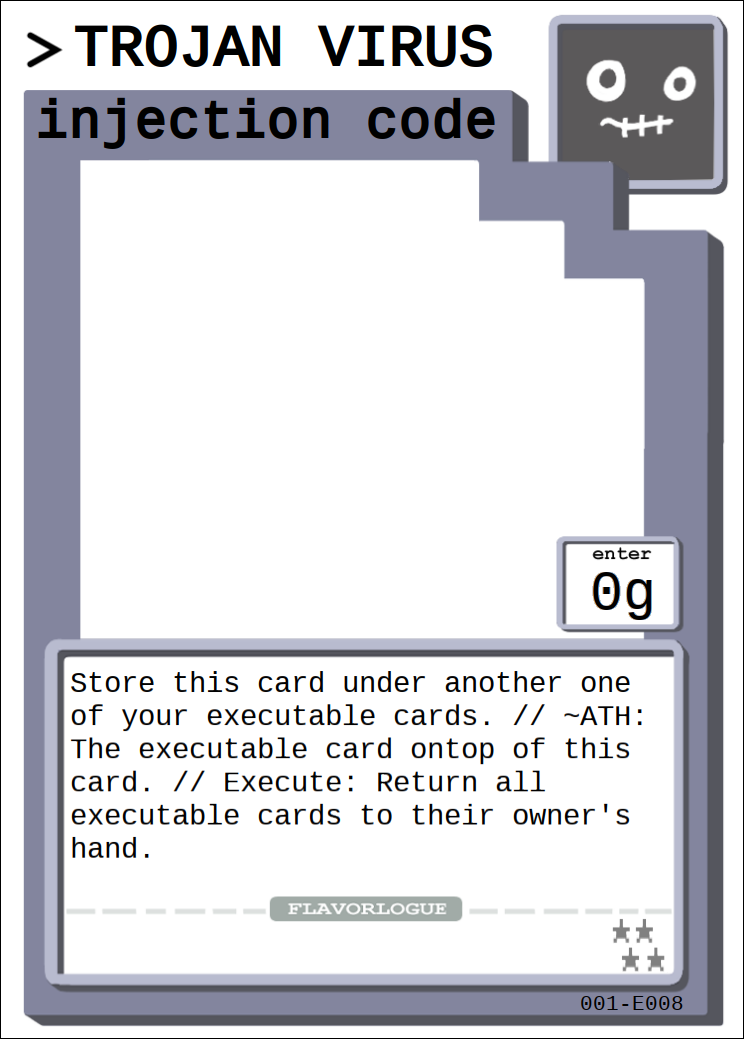 >TROJAN VIRUS
injection code
enter
0g
Store this card under another one
of your executable cards. // ~ATH:
The executable card ontop of this
card. // Execute: Return all
executable cards to their owner's
hand.
FLAVORLOGUE
001-E008